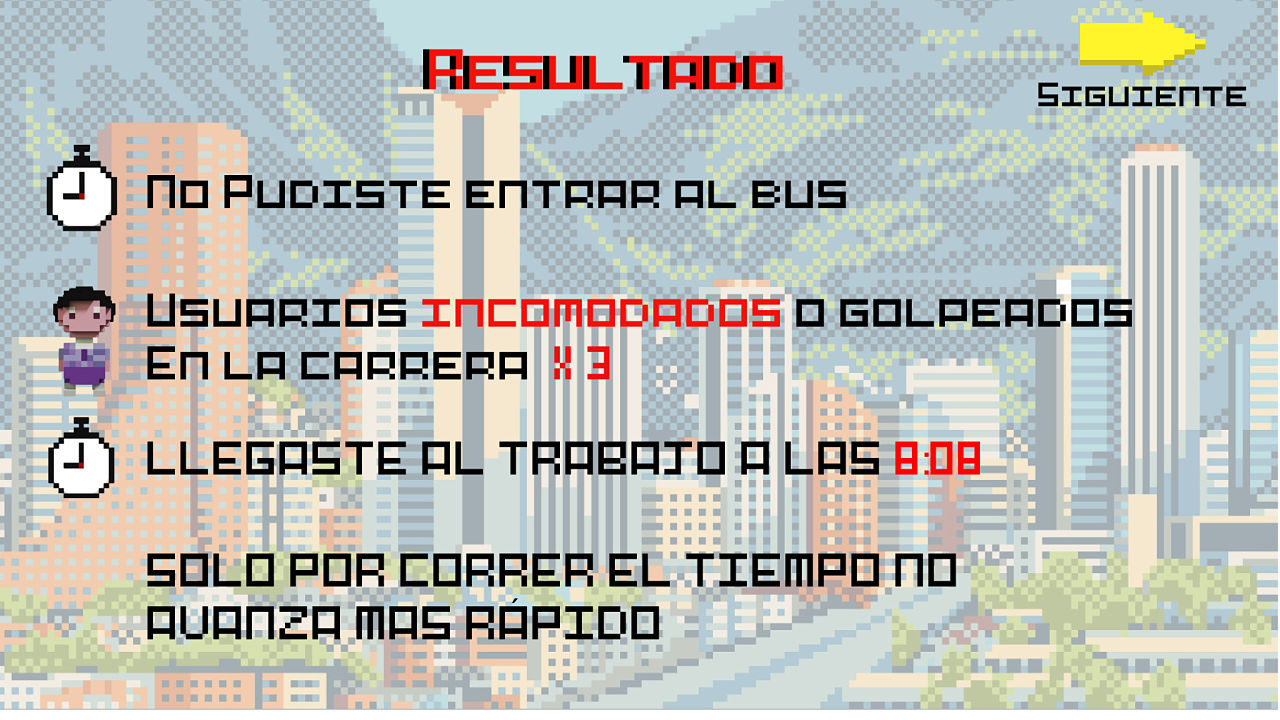 Resultado
Siguiente
No Pudiste entrar al bus
Usuarios incomodados o golpeados
En la carrera x 3
llegaste al trabajo a las 8:08
solo por correr el tiempo no
avanza mas rápido